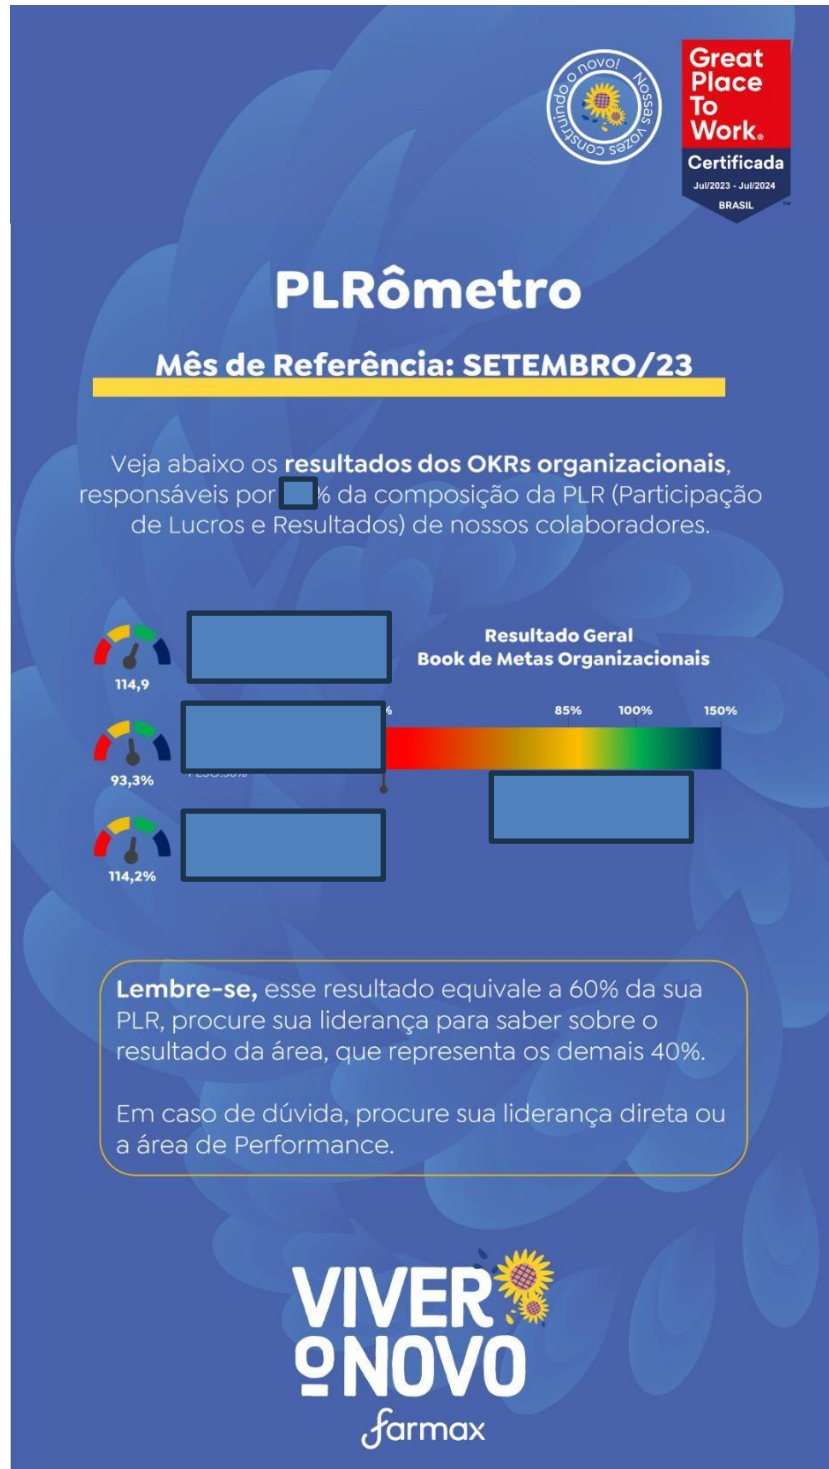 Nossas vozes construindo o novo!
Great
Place
To
Work®
Certificada
Jul/2023 - Jul/2024
BRASIL
TM
PLRômetro
Mês de Referência: SETEMBRO/23
Veja abaixo os resultados dos OKRs organizacionais,
responsáveis por % da composição da PLR (Participação
de Lucros e Resultados) de nossos colaboradores.
114,9
93,3%
114,2%
Resultado Geral
Book de Metas Organizacionais
%
85%
100%
150%
Lembre-se, esse resultado equivale a 60% da sua
PLR, procure sua liderança para saber sobre o
resultado da área, que representa os demais 40%.
Em caso de dúvida, procure sua liderança direta ou
a área de Performance.
VIVER
O NOVO
farmax